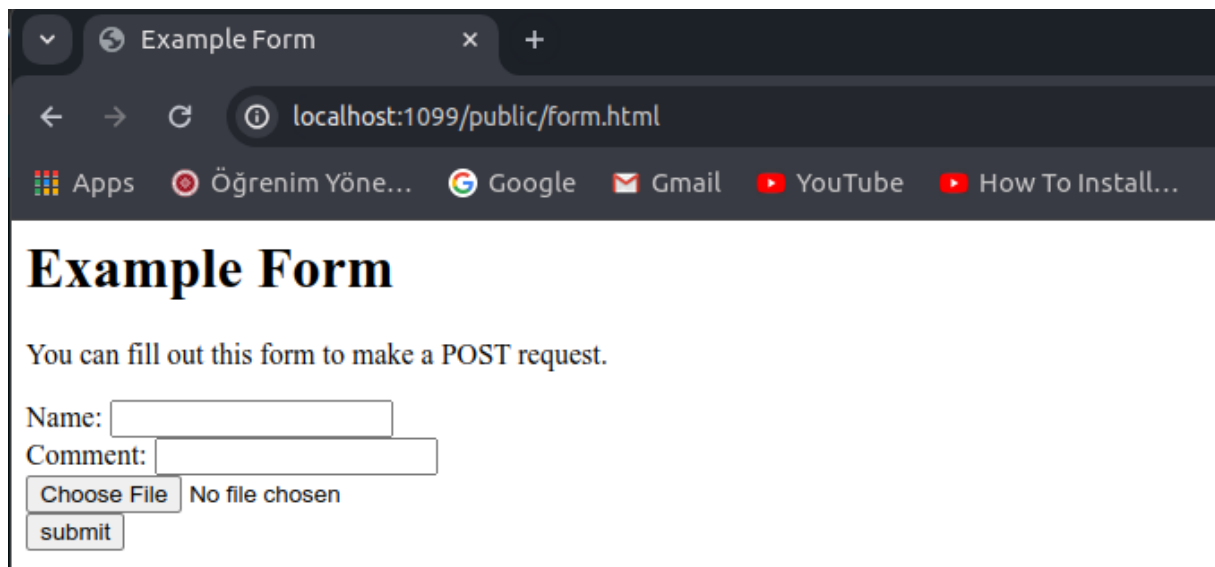 Example Form
localhost:1099/public/form.html
Apps Öğrenim Yöne... Google Gmail YouTube How To Install...
Example Form
You can fill out this form to make a POST request.
Name:
Comment:
Choose File No file chosen
submit